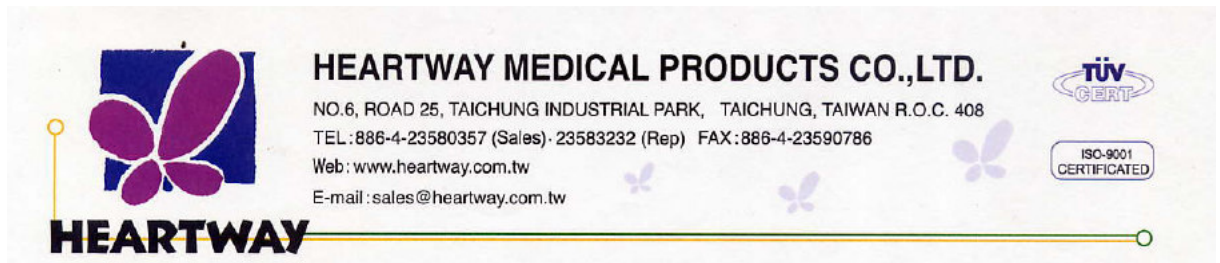 HEARTWAY MEDICAL PRODUCTS CO.,LTD.
NO.6, ROAD 25, TAICHUNG INDUSTRIAL PARK, TAICHUNG, TAIWAN R.O.C. 408
TEL:886-4-23580357 (Sales)·23583232 (Rep) FAX:886-4-23590786
Web: www.heartway.com.tw
E-mail:sales@heartway.com.tw
HEARTWAY
TÜV
CERT
ISO-9001
CERTIFICATED